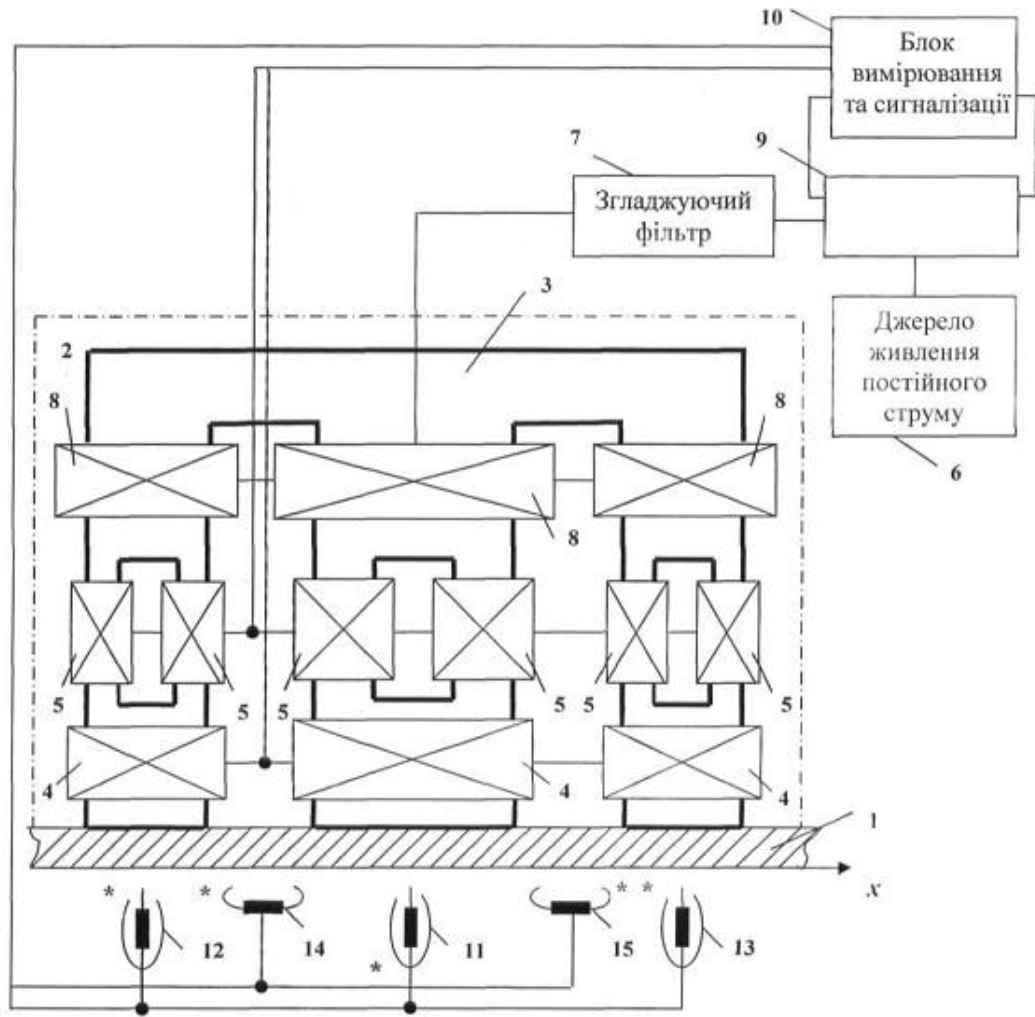 10
Блок
вимірювання
та сигналізації
7
9
Згладжуючий
фільтр
3
Джерело
живлення
постійного
струму
2
8
8
6
8
5
5
5
5
5
5
4
4
4
1
x
*
*
* *
12
14
11
15
13
*